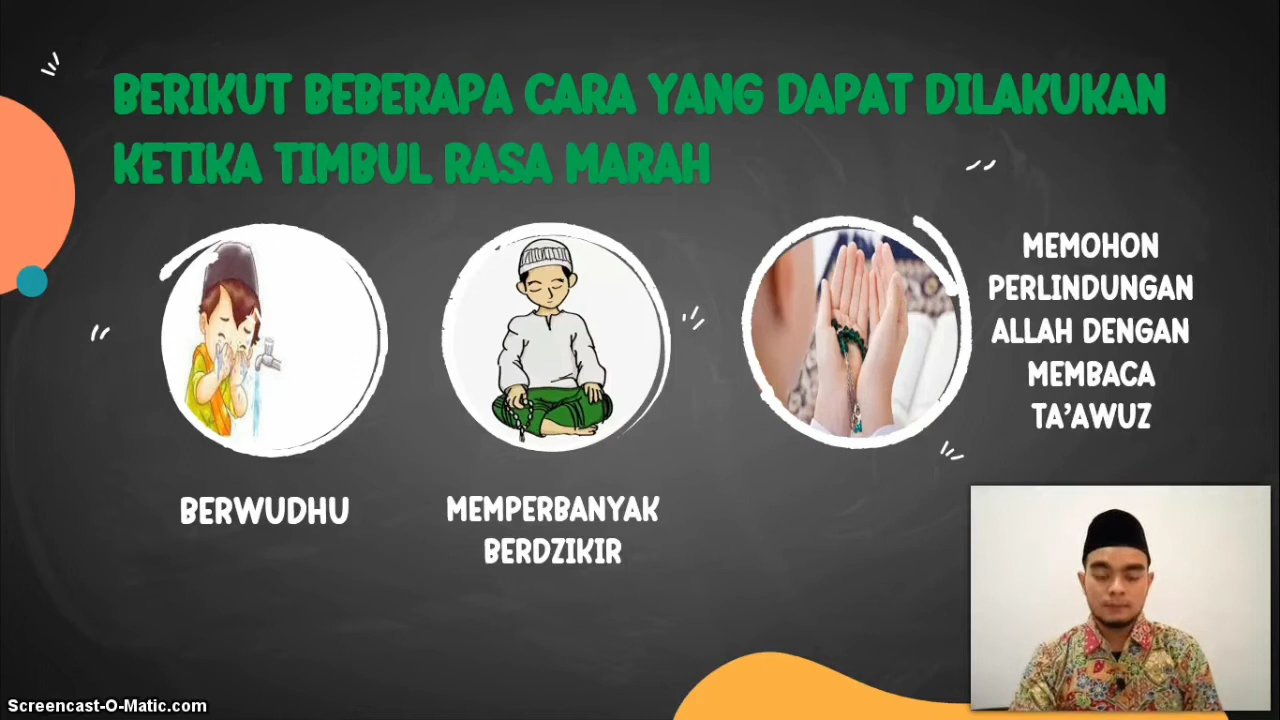 BERIKUT BEBERAPA CARA YANG DAPAT DILAKUKAN
KETIKA TIMBUL RASA MARAH
BERWUDHU
MEMPERBANYAK
BERDZIKIR
MEMOHON
PERLINDUNGAN
ALLAH DENGAN
MEMBACA
TA'AWUZ
Screencast-O-Matic.com